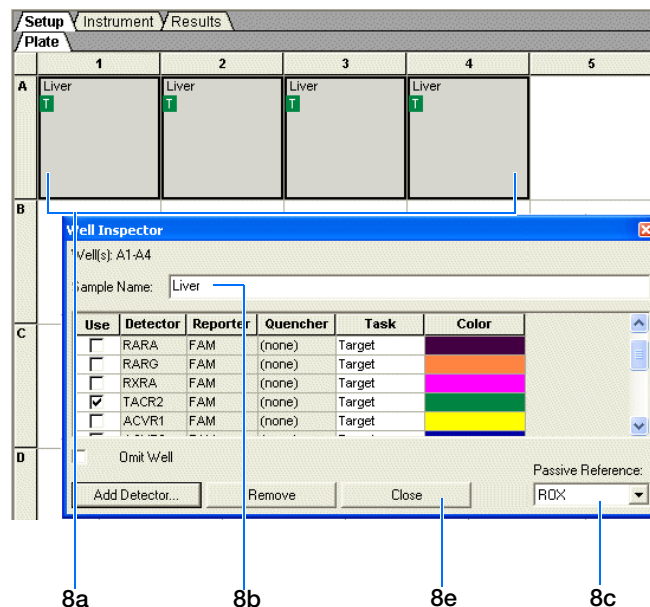 Setup Instrument Results
Plate
1 2 3 4 5
A Liver Liver Liver Liver
T T T T
B
Well Inspector
Well(s): A1-A4
Sample Name: Liver
C
Use Detector Reporter Quencher Task Color
RARA FAM (none) Target
RARG FAM (none) Target
RXRA FAM (none) Target
TACR2 FAM (none) Target
ACVR1 FAM (none) Target
D Omit Well
Passive Reference:
Add Detector... Remove Close ROX
8a 8b 8e 8c